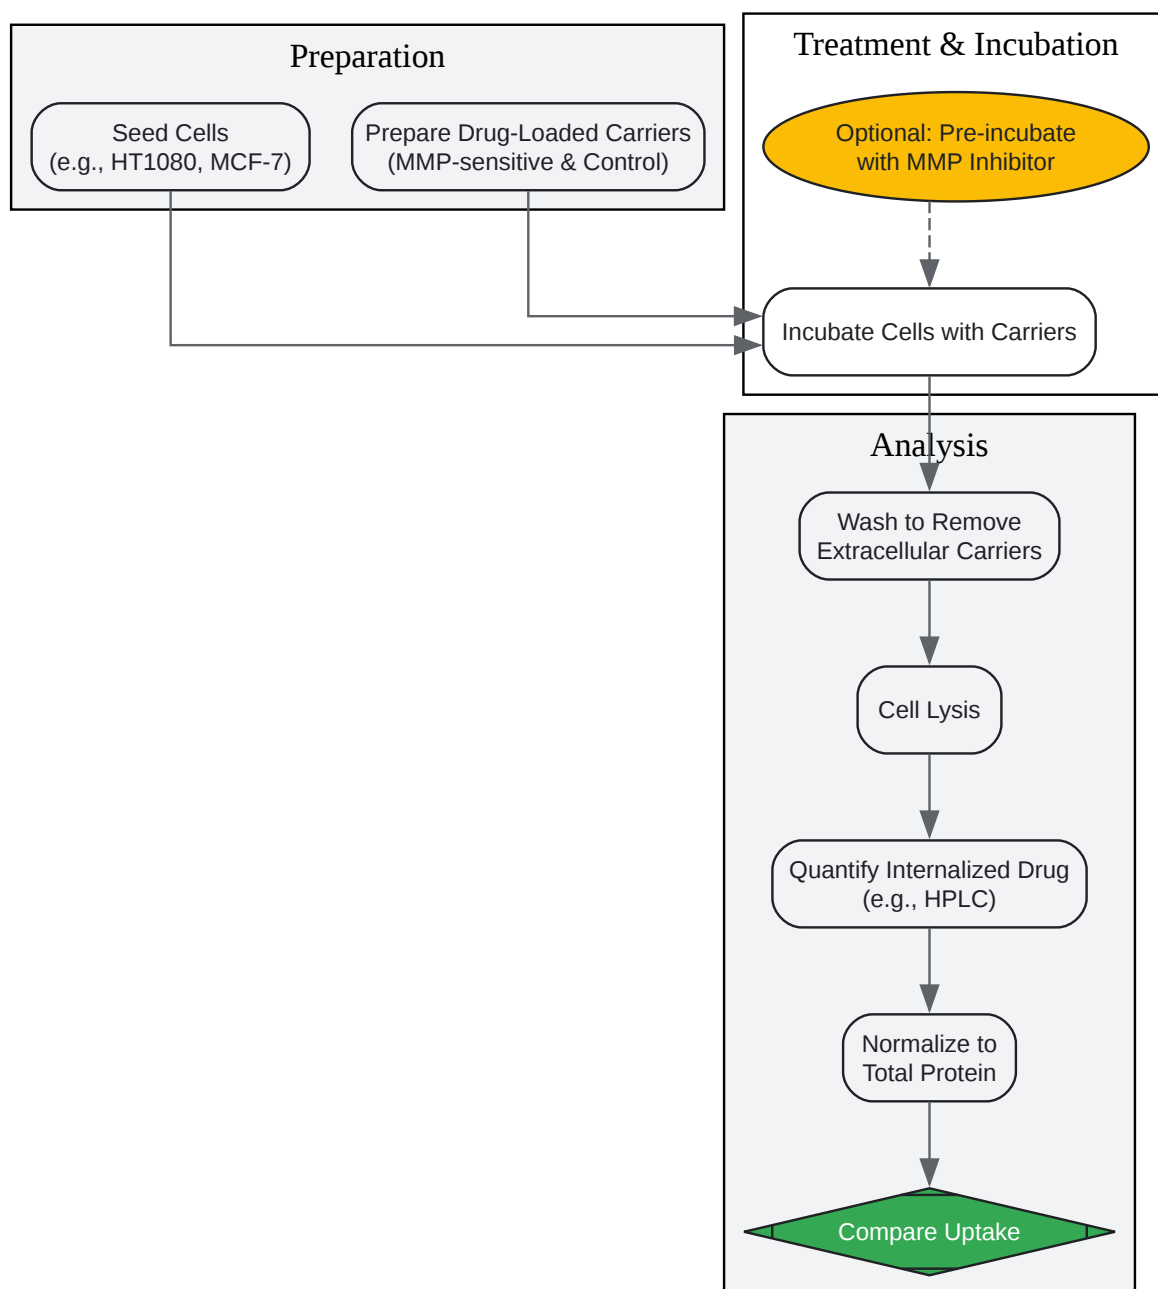 Preparation
Seed Cells
(e.g., HT1080, MCF-7)
Prepare Drug-Loaded Carriers
(MMP-sensitive & Control)
Treatment & Incubation
Optional: Pre-incubate
with MMP Inhibitor
Incubate Cells with Carriers
Analysis
Wash to Remove
Extracellular Carriers
Cell Lysis
Quantify Internalized Drug
(e.g., HPLC)
Normalize to
Total Protein
Compare Uptake